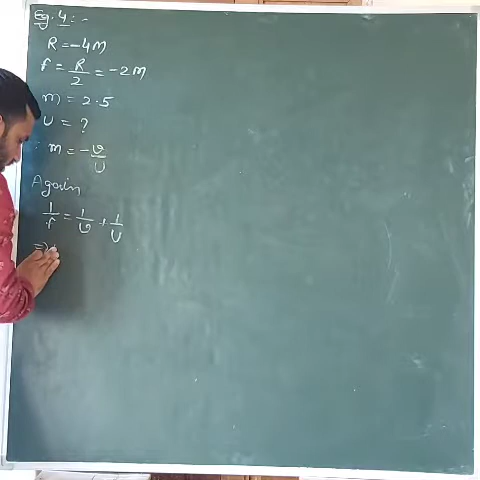 Eg. 4 : -
R = -4M
f = R/2 = -2M
m = 2.5
U = ?
∵ m = -v/U
Again
1/f = 1/v + 1/U
=>